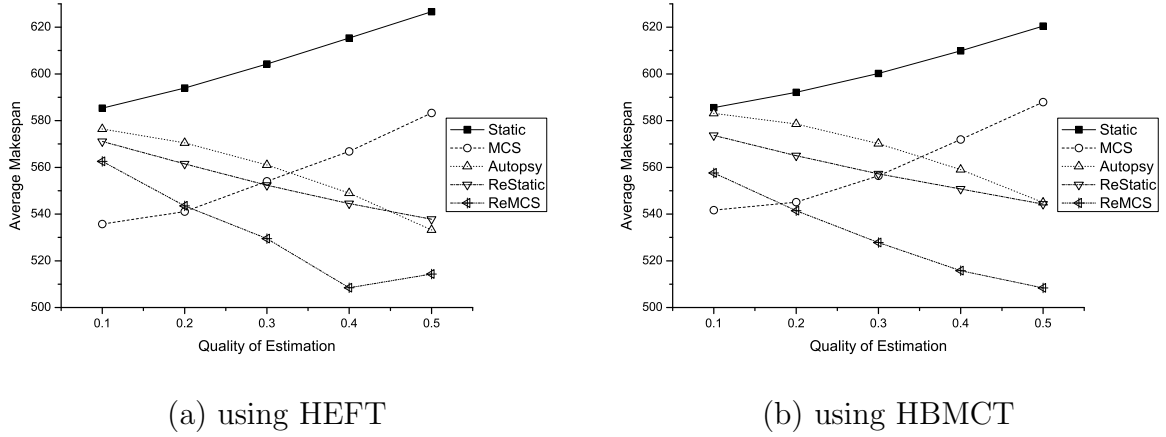 620
600
580
560
540
520
500
Average Makespan
0.1 0.2 0.3 0.4 0.5
Quality of Estimation
Static
MCS
Autopsy
ReStatic
ReMCS
(a) using HEFT
620
600
580
560
540
520
500
Average Makespan
0.1 0.2 0.3 0.4 0.5
Quality of Estimation
Static
MCS
Autopsy
ReStatic
ReMCS
(b) using HBMCT